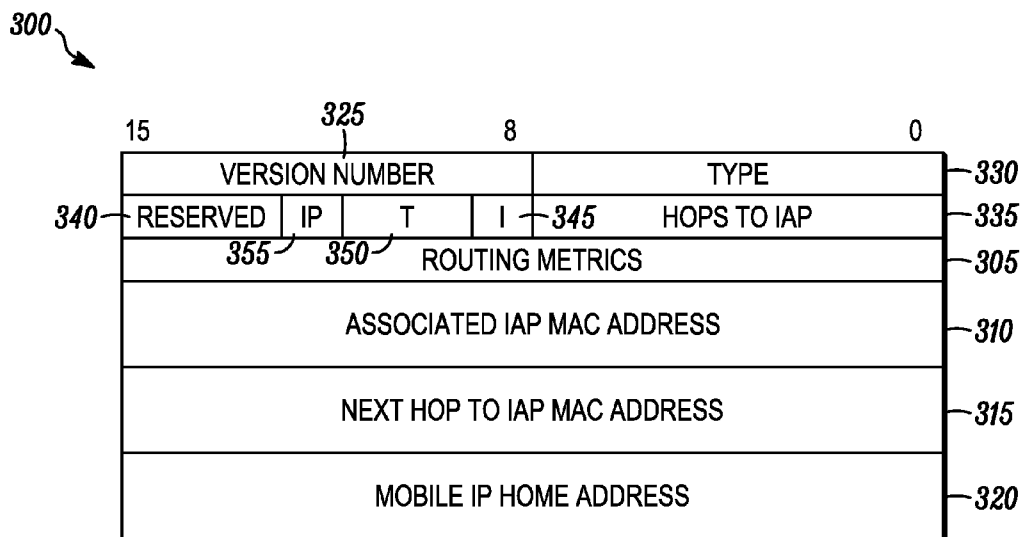 300
325
15 8 0
VERSION NUMBER TYPE 330
340 RESERVED IP T I 345 HOPS TO IAP 335
355 350
ROUTING METRICS 305
ASSOCIATED IAP MAC ADDRESS 310
NEXT HOP TO IAP MAC ADDRESS 315
MOBILE IP HOME ADDRESS 320